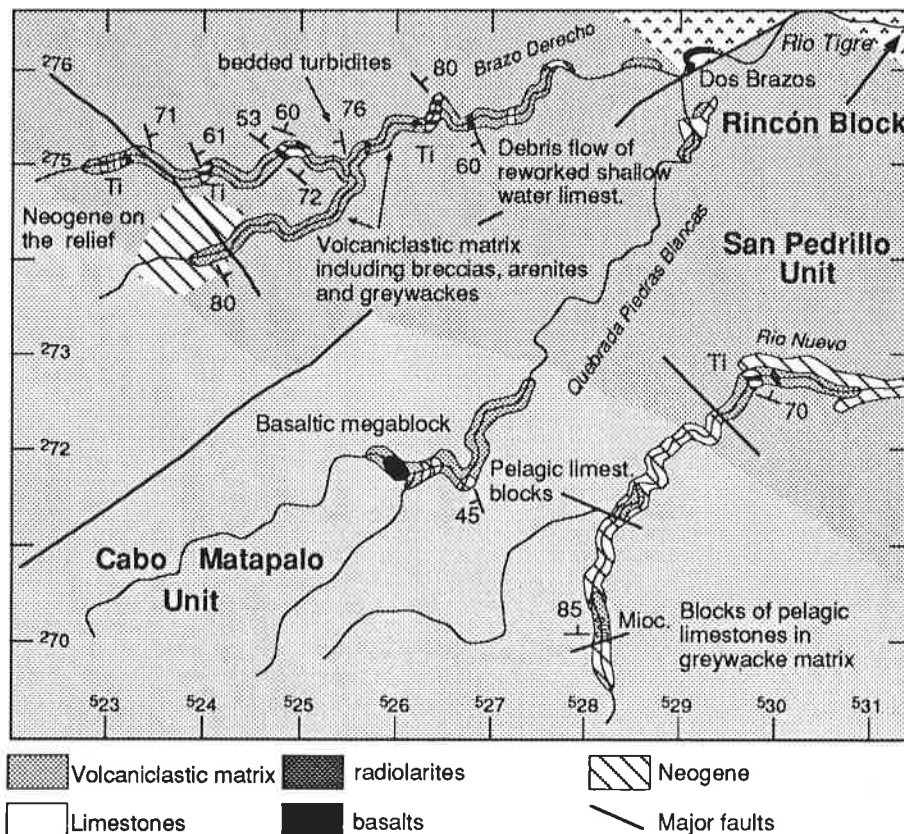 276
80
Brazo Derecho
Rio Tigre
bedded turbidites
Dos Brazos
71
53
60
76
61
Rincón Block
275
Ti
Ti
72
Ti
60
Debris flow of
reworked shallow
water limest.
Neogene on
the relief
80
Volcaniclastic matrix
including breccias, arenites
and greywackes
Quebrada Piedras Blancas
San Pedrillo
Unit
273
Rio Nuevo
Ti
70
272
Basaltic megablock
45
Pelagic limest.
blocks
Cabo Matapalo
Unit
270
85
Mioc.
Blocks of pelagic
limestones in
greywacke matrix
523
524
525
526
527
528
529
530
531
Volcaniclastic matrix
radiolarites
Neogene
Limestones
basalts
Major faults